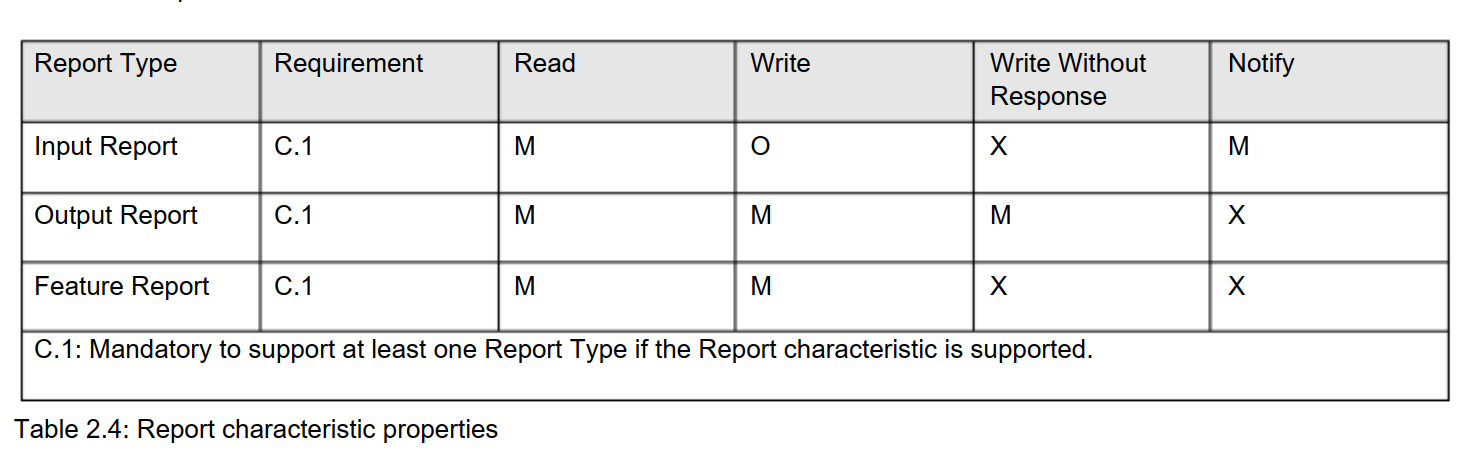 Report Type Requirement Read Write Write Without Response Notify
Input Report C.1 M O X M
Output Report C.1 M M M X
Feature Report C.1 M M X X
C.1: Mandatory to support at least one Report Type if the Report characteristic is supported.
Table 2.4: Report characteristic properties